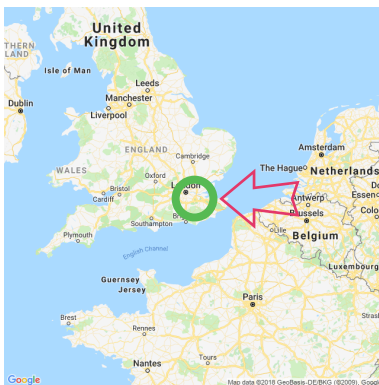 United
Kingdom
THERN
LAND
Isle of Man
Leeds
Dublin
Manchester
Liverpool
ENGLAND
Cambridge
Amsterdam
WALES
The Hague
Netherlands
Oxford
Bristol
Cardiff
Essen
Antwerp
Southampton
Brussels
Plymouth
Lille
Belgium
English Channel
Luxembourg
Guernsey
Jersey
Paris
Brest
Rennes
Nantes
Tours
Google
Map data ©2018 GeoBasis-DE/BKG (©2009), Goo